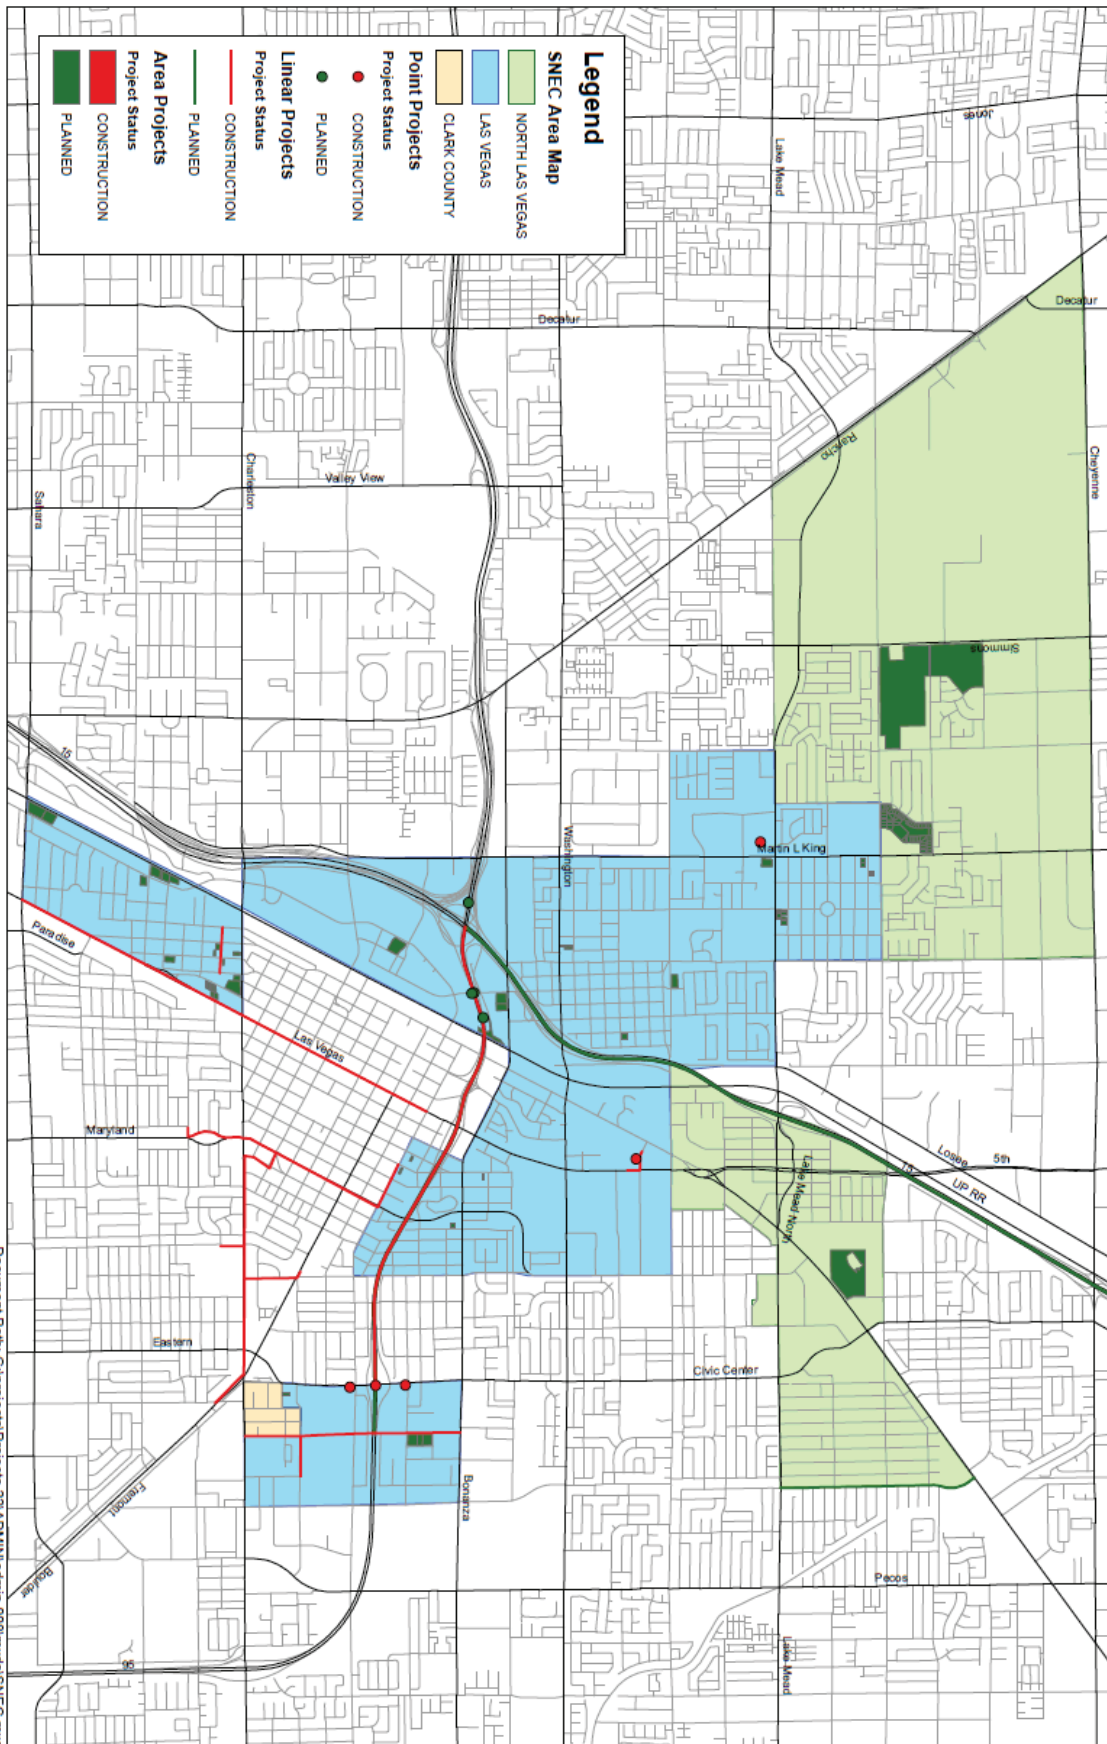 Legend
SNEC Area Map
NORTH LAS VEGAS
LAS VEGAS
CLARK COUNTY
Point Projects
Project Status
CONSTRUCTION
PLANNED
Linear Projects
Project Status
CONSTRUCTION
PLANNED
Area Projects
Project Status
CONSTRUCTION
PLANNED
Jones
Lake Mead
Decatur
Decatur
Rancho
Cheyenne
Valley View
Charleston
Sahara
Simmons
15
Washington
Martin L King
Paradise
Las Vegas
Maryland
Losee
5th
15
UP RR
Lake Mead North
Eastern
Civic Center
Bonanza
Fremont
Boulder
Pecos
95
Lake Mead